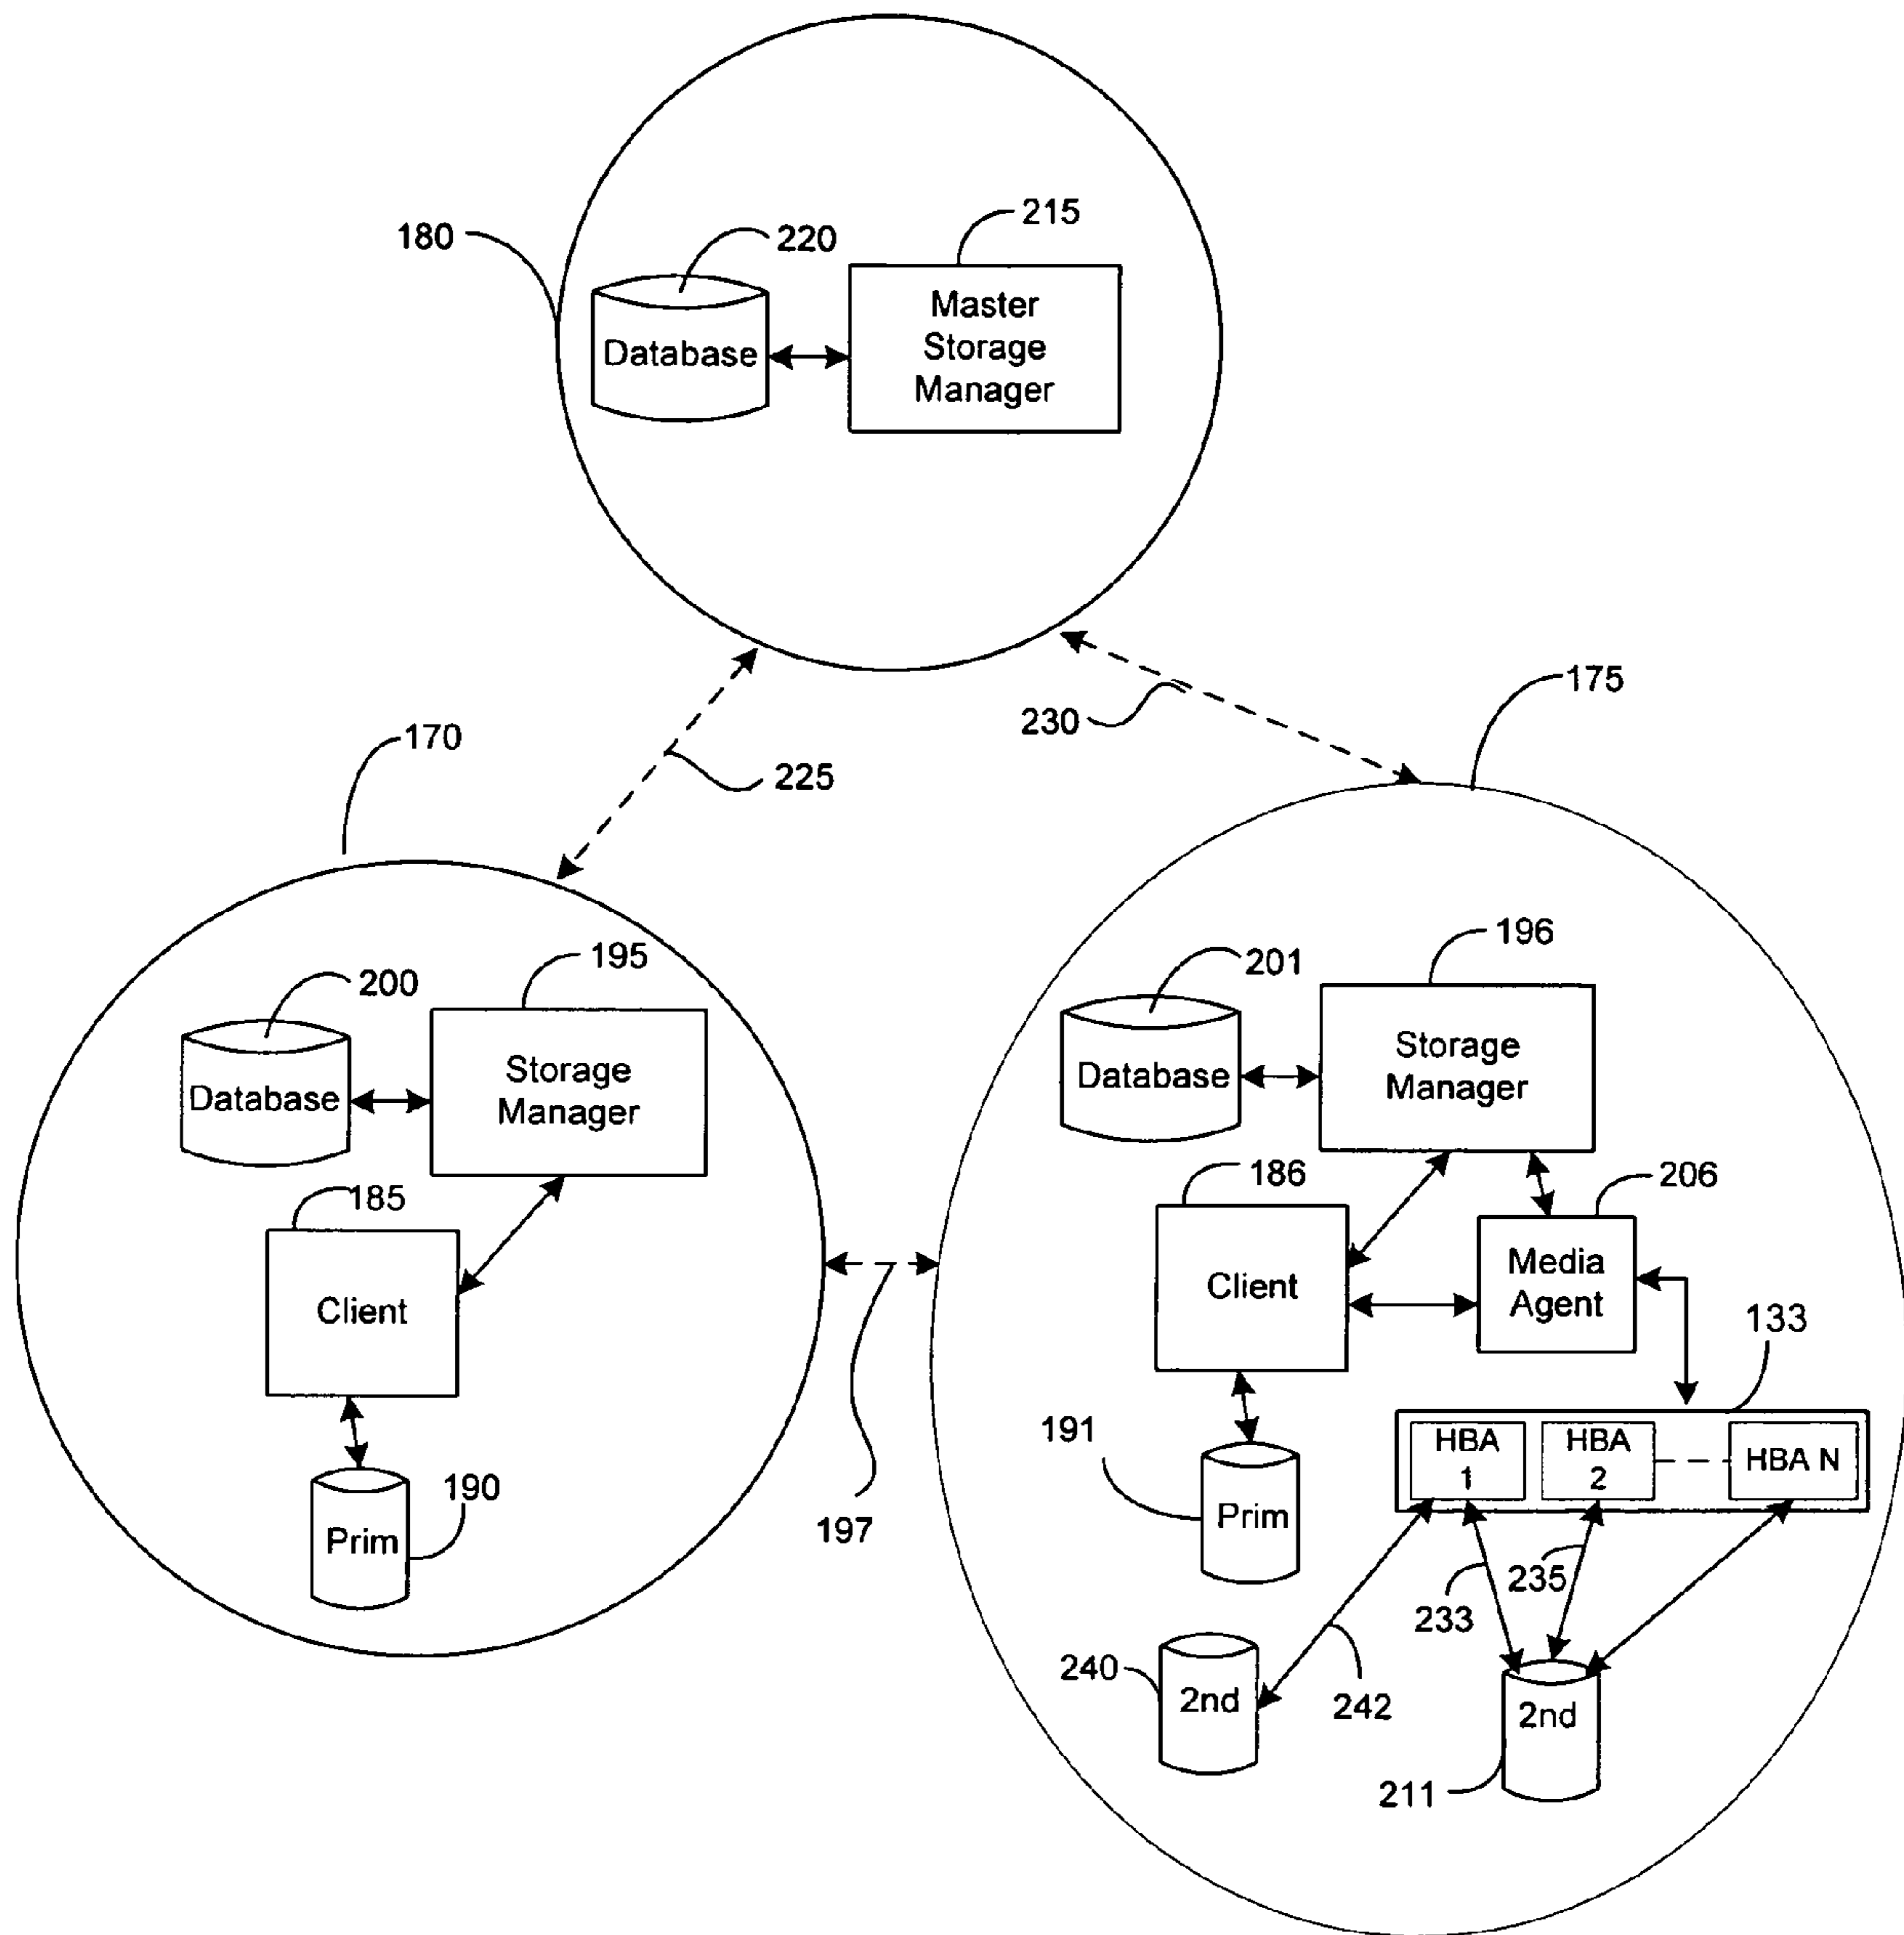 215
180
220
Master
Storage
Manager
Database
175
230
170
225
196
195
201
200
Storage
Manager
Database
Storage
Manager
Database
186
206
185
Media
Agent
Client
Client
133
191
HBA
1
HBA
2
HBA N
190
Prim
197
Prim
235
233
240
2nd
242
2nd
211